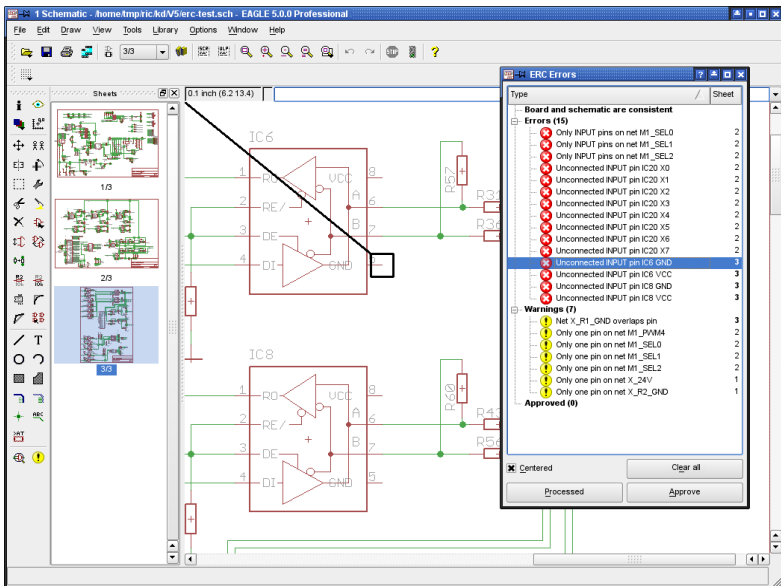 1 Schematic - /home/tmp/ric/kd/V5/erc-test.sch - EAGLE 5.0.0 Professional
File Edit Draw View Tools Library Options Window Help
3/3
Sheets
0.1 inch (6.2 13.4)
1/3
2/3
3/3
IC6
1 RO VCC 8
2 RE/ A 6
3 DE B 7
4 DI GND 5
R57
R31
R36
IC8
1 RO VCC 8
2 RE/ A 6
3 DE B 7
4 DI GND 5
R60
R43
R56
ERC Errors
Type Sheet
Board and schematic are consistent
Errors (15)
Only INPUT pins on net M1_SEL0 2
Only INPUT pins on net M1_SEL1 2
Only INPUT pins on net M1_SEL2 2
Unconnected INPUT pin IC20 X0 2
Unconnected INPUT pin IC20 X1 2
Unconnected INPUT pin IC20 X2 2
Unconnected INPUT pin IC20 X3 2
Unconnected INPUT pin IC20 X4 2
Unconnected INPUT pin IC20 X5 2
Unconnected INPUT pin IC20 X6 2
Unconnected INPUT pin IC20 X7 2
Unconnected INPUT pin IC6 GND 3
Unconnected INPUT pin IC6 VCC 3
Unconnected INPUT pin IC8 GND 3
Unconnected INPUT pin IC8 VCC 3
Warnings (7)
Net X_R1_GND overlaps pin 3
Only one pin on net M1_PWM4 2
Only one pin on net M1_SEL0 2
Only one pin on net M1_SEL1 2
Only one pin on net M1_SEL2 2
Only one pin on net X_24V 1
Only one pin on net X_R2_GND 1
Approved (0)
Centered
Clear all
Processed
Approve